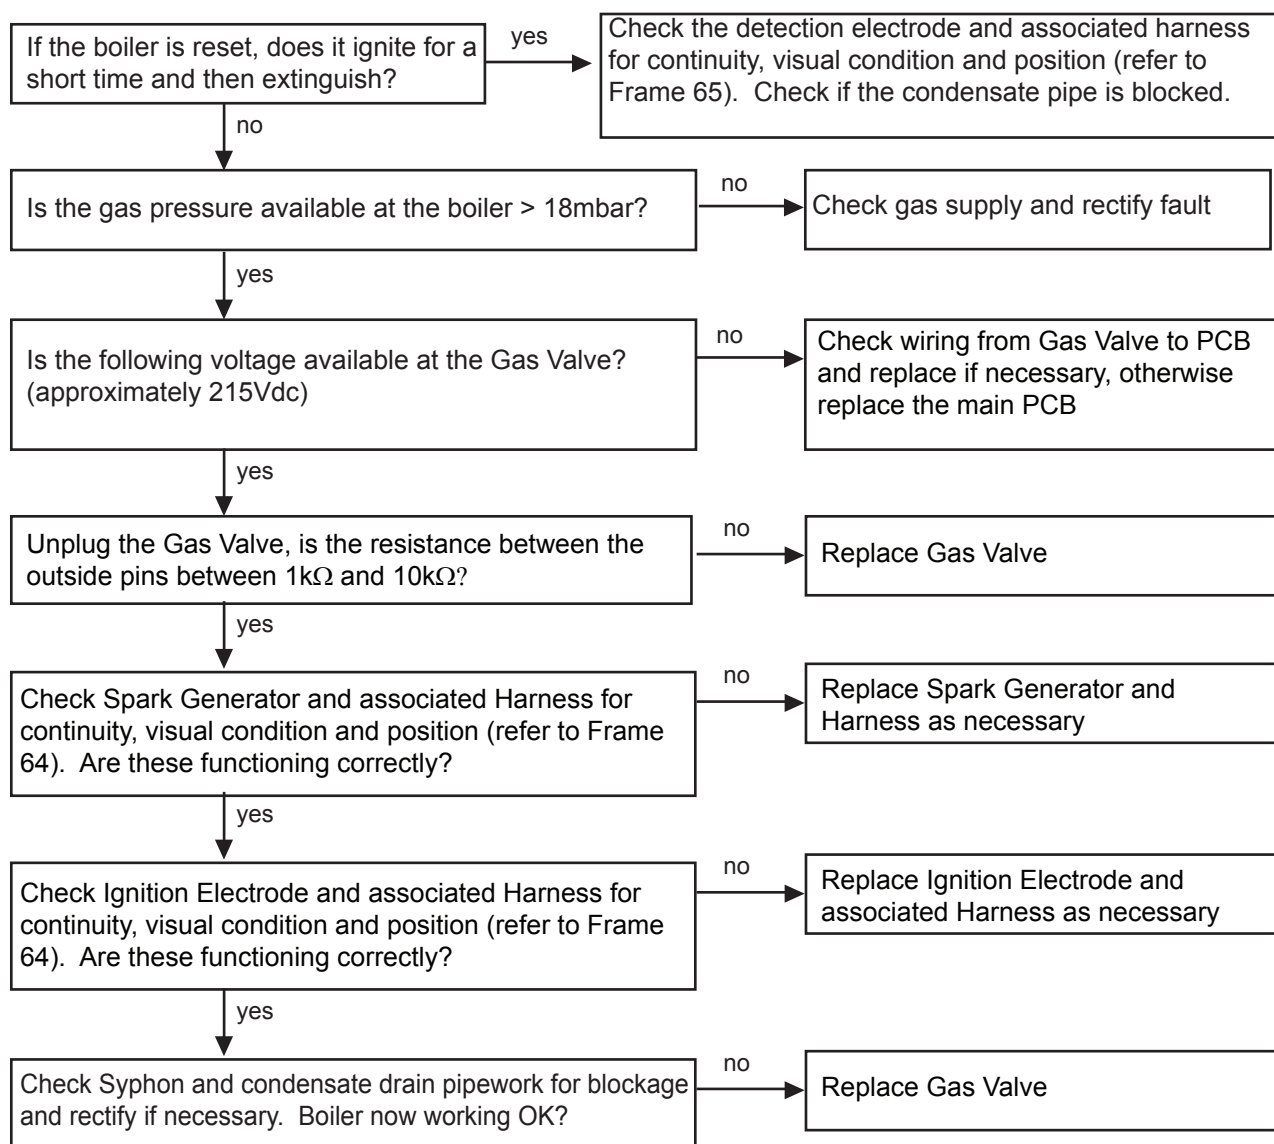 If the boiler is reset, does it ignite for a
short time and then extinguish?
yes
Check the detection electrode and associated harness
for continuity, visual condition and position (refer to
Frame 65). Check if the condensate pipe is blocked.
no
Is the gas pressure available at the boiler > 18mbar?
no
Check gas supply and rectify fault
yes
Is the following voltage available at the Gas Valve?
(approximately 215Vdc)
no
Check wiring from Gas Valve to PCB
and replace if necessary, otherwise
replace the main PCB
yes
Unplug the Gas Valve, is the resistance between the
outside pins between 1kΩ and 10kΩ?
no
Replace Gas Valve
yes
Check Spark Generator and associated Harness for
continuity, visual condition and position (refer to Frame
64). Are these functioning correctly?
no
Replace Spark Generator and
Harness as necessary
yes
Check Ignition Electrode and associated Harness for
continuity, visual condition and position (refer to Frame
64). Are these functioning correctly?
no
Replace Ignition Electrode and
associated Harness as necessary
yes
Check Syphon and condensate drain pipework for blockage
and rectify if necessary. Boiler now working OK?
no
Replace Gas Valve